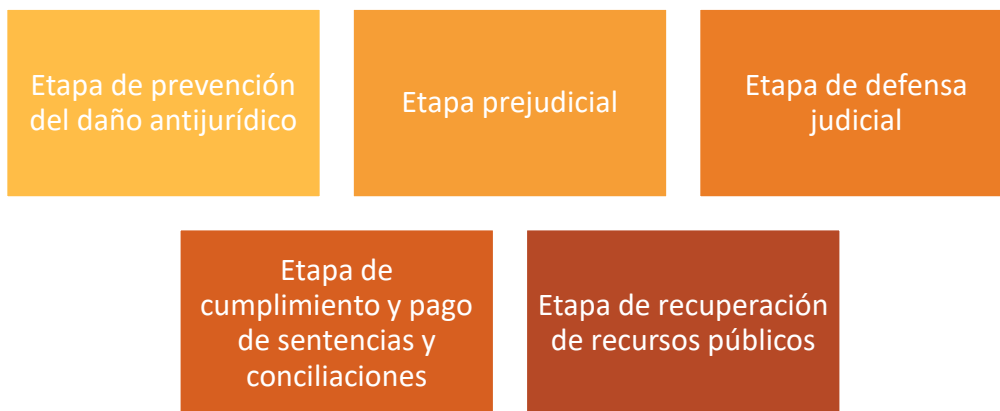 Etapa de prevención
del daño antijurídico
Etapa prejudicial
Etapa de defensa
judicial
Etapa de
cumplimiento y pago
de sentencias y
conciliaciones
Etapa de recuperación
de recursos públicos